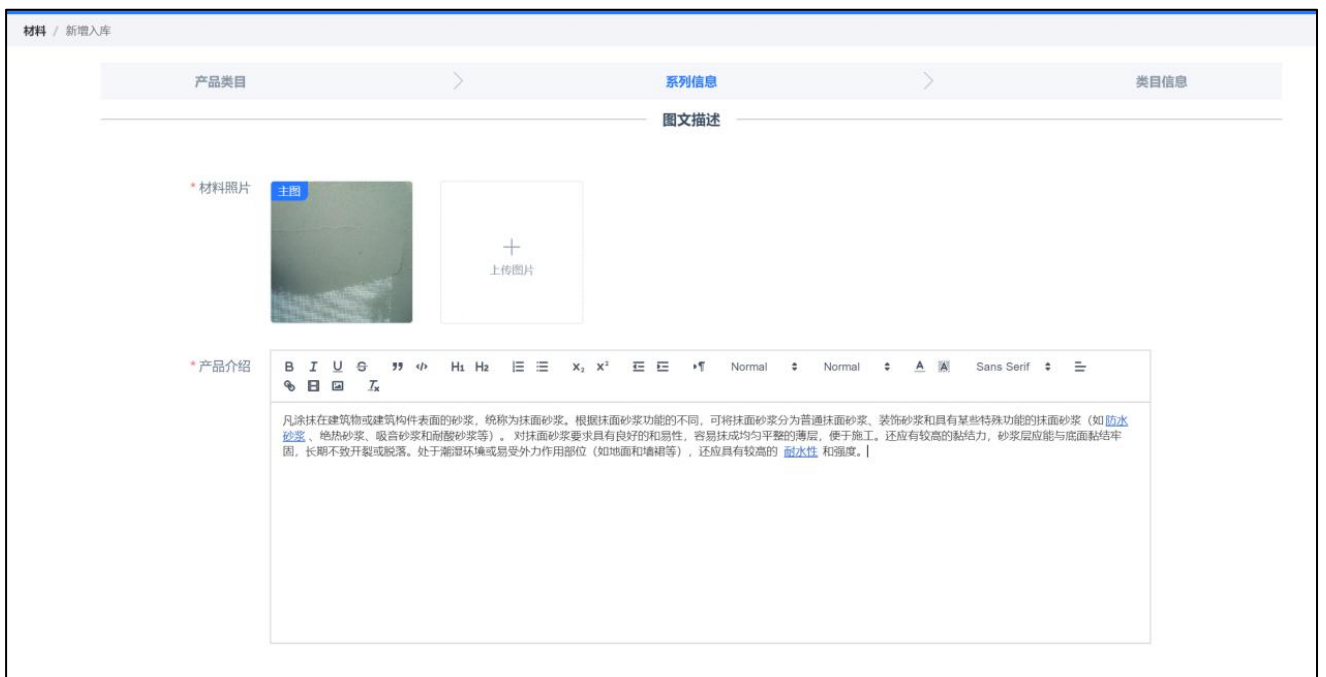 材料 / 新增入库
产品类目
系列信息
类目信息
图文描述
* 材料照片
主图
上传图片
* 产品介绍
B I U S ” </> H1 H2 X₂ X² ¶ Normal Normal A A Sans Serif
Tx
凡涂抹在建筑物或建筑构件表面的砂浆，统称为抹面砂浆。根据抹面砂浆功能的不同，可将抹面砂浆分为普通抹面砂浆、装饰砂浆和具有某些特殊功能的抹面砂浆（如 防水
砂浆 、绝热砂浆、吸音砂浆和耐酸砂浆等）。 对抹面砂浆要求具有良好的和易性，容易抹成均匀平整的薄层，便于施工。还应有较高的黏结力，砂浆层应能与底面黏结牢
固，长期不致开裂或脱落。处于潮湿环境或易受外力作用部位（如地面和墙裙等），还应具有较高的 耐水性 和强度。